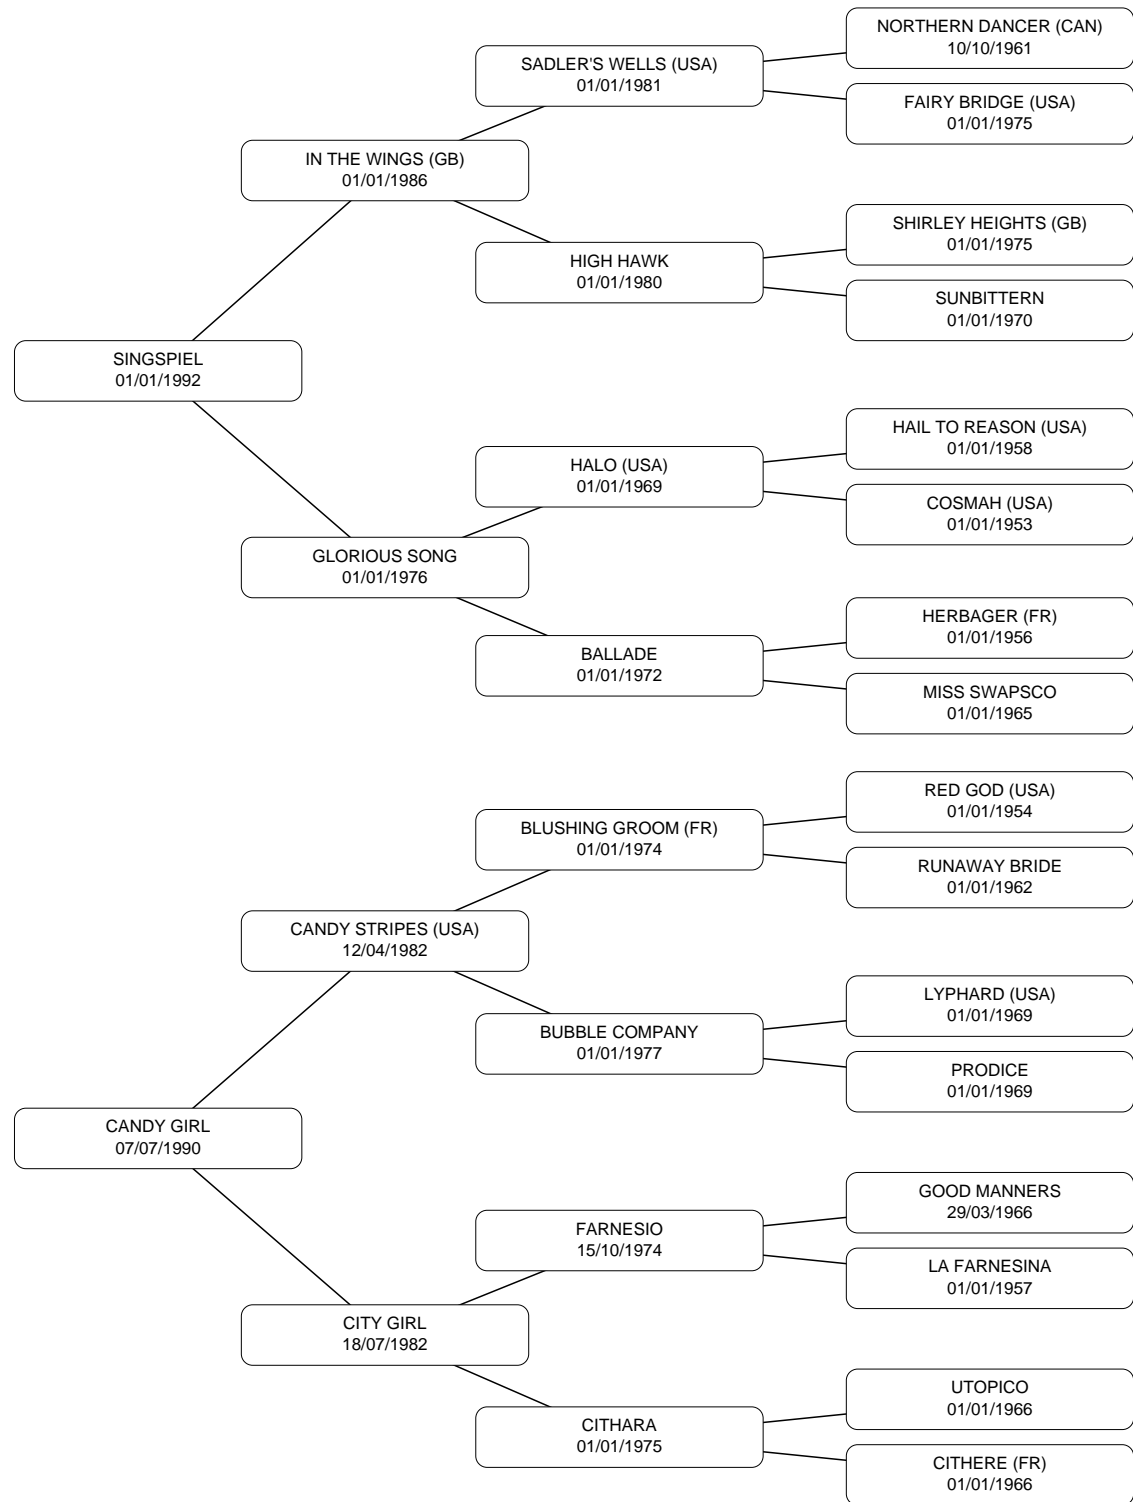 NORTHERN DANCER (CAN)
10/10/1961
SADLER'S WELLS (USA)
01/01/1981
FAIRY BRIDGE (USA)
01/01/1975
IN THE WINGS (GB)
01/01/1986
SHIRLEY HEIGHTS (GB)
01/01/1975
HIGH HAWK
01/01/1980
SUNBITTERN
01/01/1970
SINGSPIEL
01/01/1992
HAIL TO REASON (USA)
01/01/1958
HALO (USA)
01/01/1969
COSMAH (USA)
01/01/1953
GLORIOUS SONG
01/01/1976
HERBAGER (FR)
01/01/1956
BALLADE
01/01/1972
MISS SWAPSCO
01/01/1965
RED GOD (USA)
01/01/1954
BLUSHING GROOM (FR)
01/01/1974
RUNAWAY BRIDE
01/01/1962
CANDY STRIPES (USA)
12/04/1982
LYPHARD (USA)
01/01/1969
BUBBLE COMPANY
01/01/1977
PRODICE
01/01/1969
CANDY GIRL
07/07/1990
GOOD MANNERS
29/03/1966
FARNESIO
15/10/1974
LA FARNESINA
01/01/1957
CITY GIRL
18/07/1982
UTOPICO
01/01/1966
CITHARA
01/01/1975
CITHERE (FR)
01/01/1966